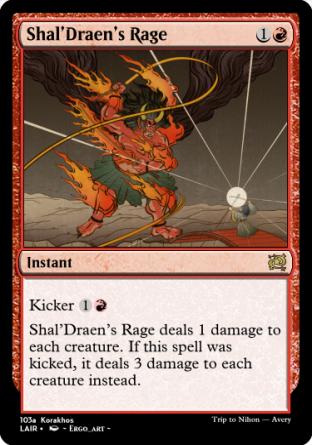 Shal'Draen's Rage 1
Instant
Kicker 1
Shal'Draen's Rage deals 1 damage to
each creature. If this spell was
kicked, it deals 3 damage to each
creature instead.
103a Korakhos
LAIR • ~ Ergo_art ~
Trip to Nihon — Avery